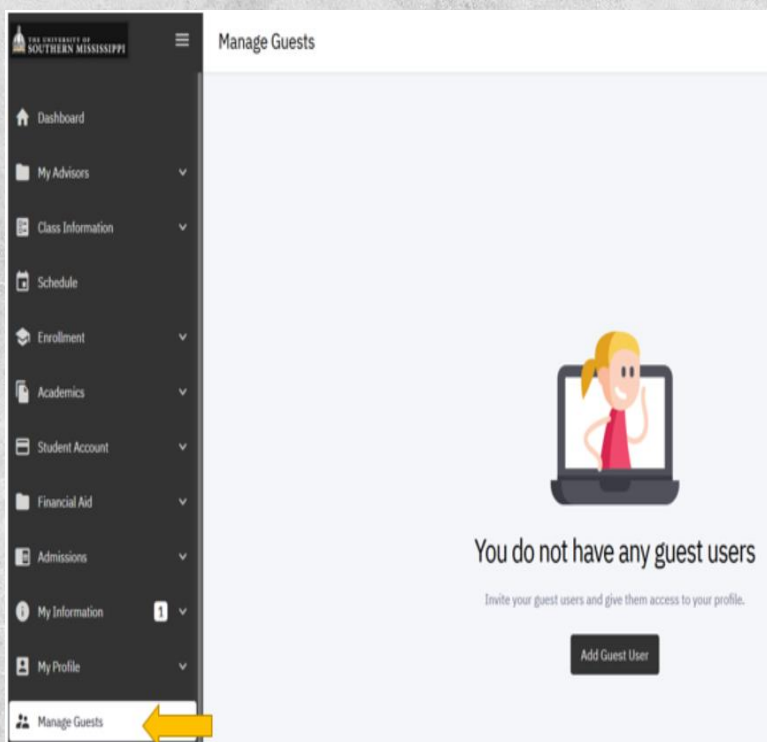 THE UNIVERSITY OF
SOUTHERN MISSISSIPPI
Manage Guests
Dashboard
My Advisors
Class Information
Schedule
Enrollment
Academics
Student Account
Financial Aid
Admissions
My Information 1
My Profile
Manage Guests
You do not have any guest users
Invite your guest users and give them access to your profile.
Add Guest User